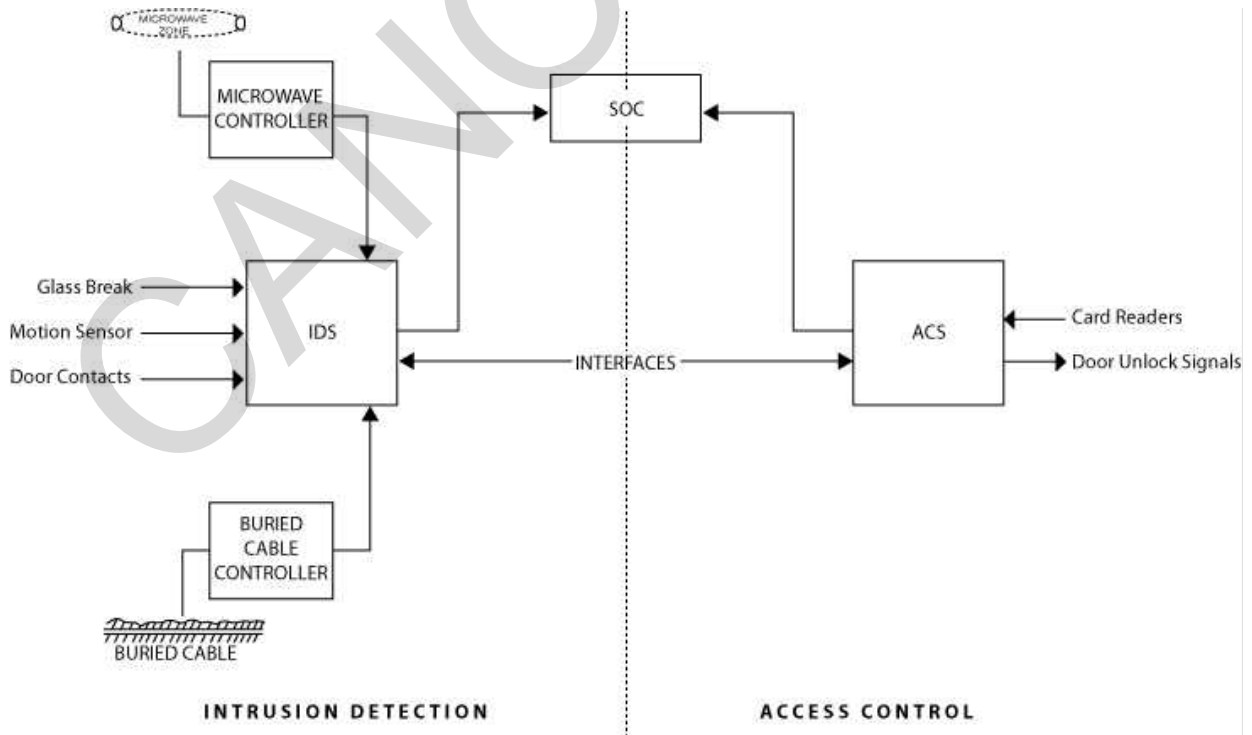 MICROWAVE
ZONE
MICROWAVE
CONTROLLER
SOC
Glass Break
Motion Sensor
Door Contacts
IDS
INTERFACES
ACS
Card Readers
Door Unlock Signals
BURIED
CABLE
CONTROLLER
BURIED CABLE
INTRUSION DETECTION
ACCESS CONTROL